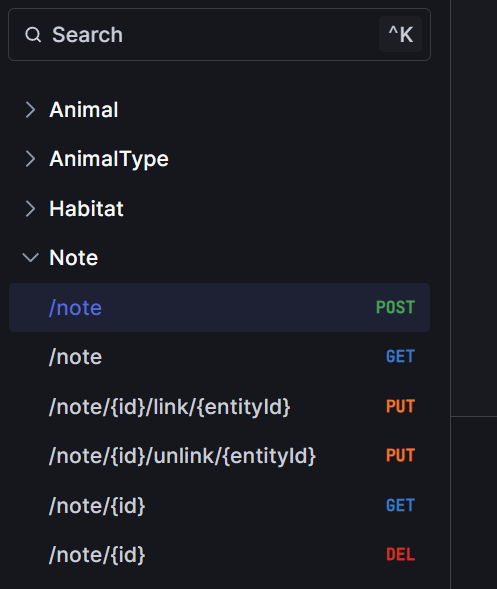 Search ^K
Animal
AnimalType
Habitat
Note
/note POST
/note GET
/note/{id}/link/{entityId} PUT
/note/{id}/unlink/{entityId} PUT
/note/{id} GET
/note/{id} DEL